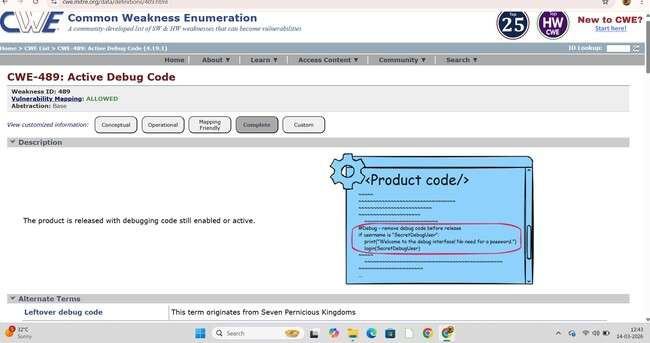 cwe.mitre.org/data/definitions/489.html
CWE Common Weakness Enumeration
A community-developed list of SW & HW weaknesses that can become vulnerabilities
Top 25
Top HW CWE
New to CWE?
Start here!
Home > CWE List > CWE-489: Active Debug Code (4.19.1)
ID Lookup:
Home About ▼ Learn ▼ Access Content ▼ Community ▼ Search ▼
CWE-489: Active Debug Code
Weakness ID: 489
Vulnerability Mapping: ALLOWED
Abstraction: Base
View customized information: Conceptual Operational Mapping Friendly Complete Custom
Description
The product is released with debugging code still enabled or active.
<Product code/>
#Debug - remove debug code before release
if username is "SecretDebugUser":
print("Welcome to the debug interface! No need for a password.")
login(SecretDebugUser)
Alternate Terms
Leftover debug code This term originates from Seven Pernicious Kingdoms
32°C
Sunny
Search
12:43
14-03-2026